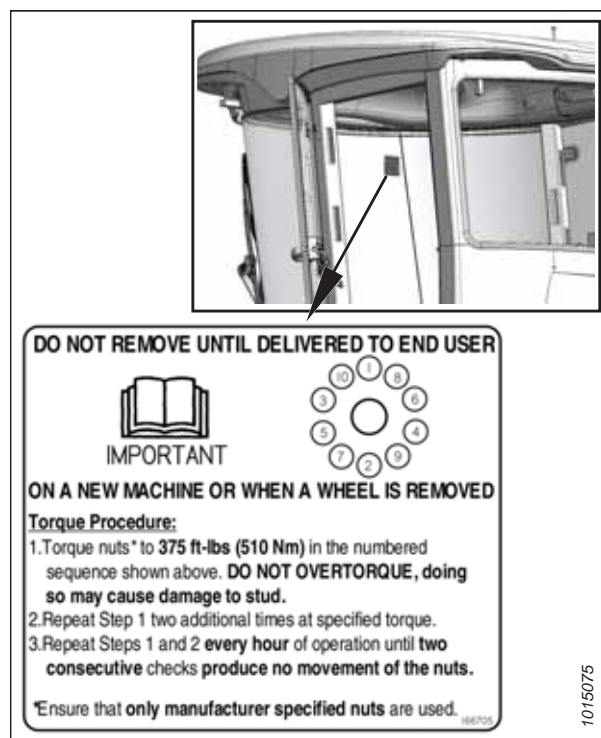 DO NOT REMOVE UNTIL DELIVERED TO END USER
1
10 8
3 6
5 4
7 9
2
IMPORTANT
ON A NEW MACHINE OR WHEN A WHEEL IS REMOVED
Torque Procedure:
1.Torque nuts* to 375 ft-lbs (510 Nm) in the numbered
sequence shown above. DO NOT OVERTORQUE, doing
so may cause damage to stud.
2.Repeat Step 1 two additional times at specified torque.
3.Repeat Steps 1 and 2 every hour of operation until two
consecutive checks produce no movement of the nuts.
*Ensure that only manufacturer specified nuts are used.
166705
1015075